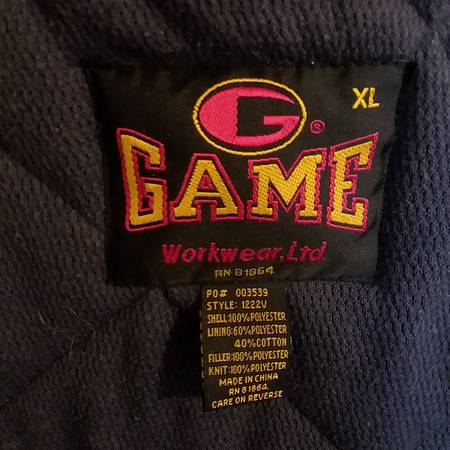 G
XL
®
GAME
Workwear, Ltd.
RN 81864
PO# 003539
STYLE: 1222V
SHELL:100%POLYESTER
LINING:60%POLYESTER
40%COTTON
FILLER:100%POLYESTER
KNIT:100%POLYESTER
MADE IN CHINA
RN 81864
CARE ON REVERSE